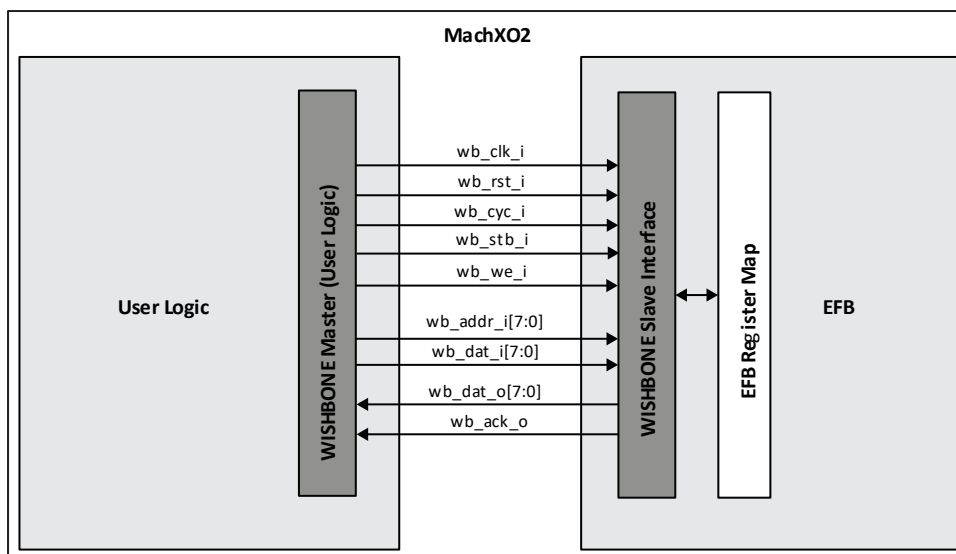 MachXO2
User Logic
WISHBONE Master (User Logic)
wb_clk_i
wb_rst_i
wb_cyc_i
wb_stb_i
wb_we_i
wb_addr_i[7:0]
wb_dat_i[7:0]
wb_dat_o[7:0]
wb_ack_o
WISHBONE Slave Interface
EFB Register Map
EFB